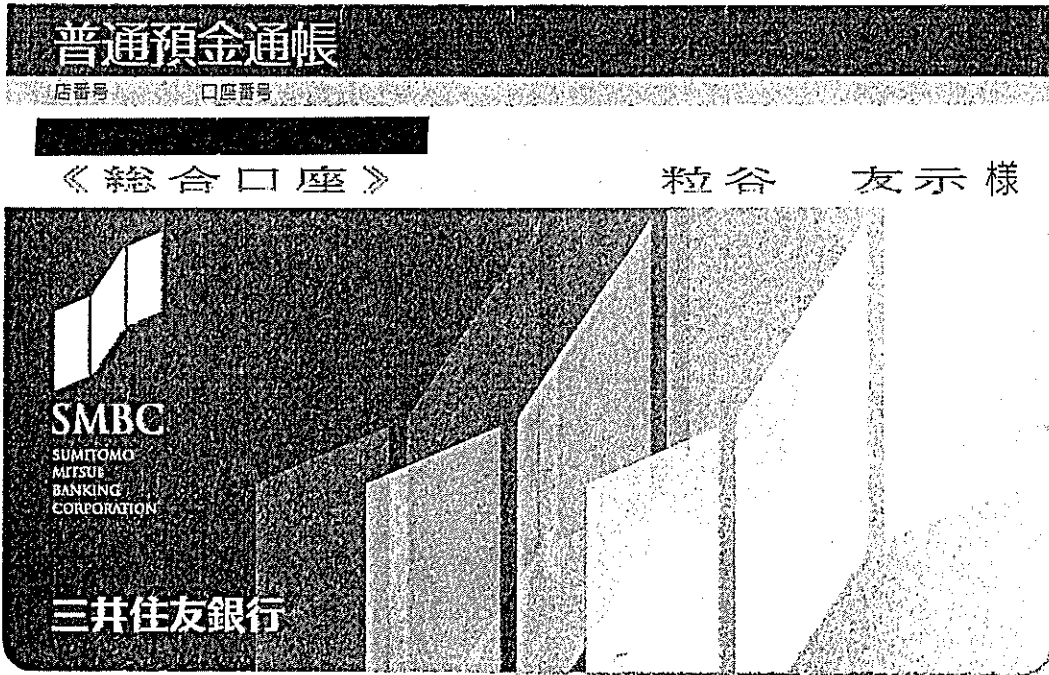 普通預金通帳
店番号 口座番号
《総合口座》 粒谷 友示様
SMBC
SUMITOMO
MITSUI
BANKING
CORPORATION
三井住友銀行